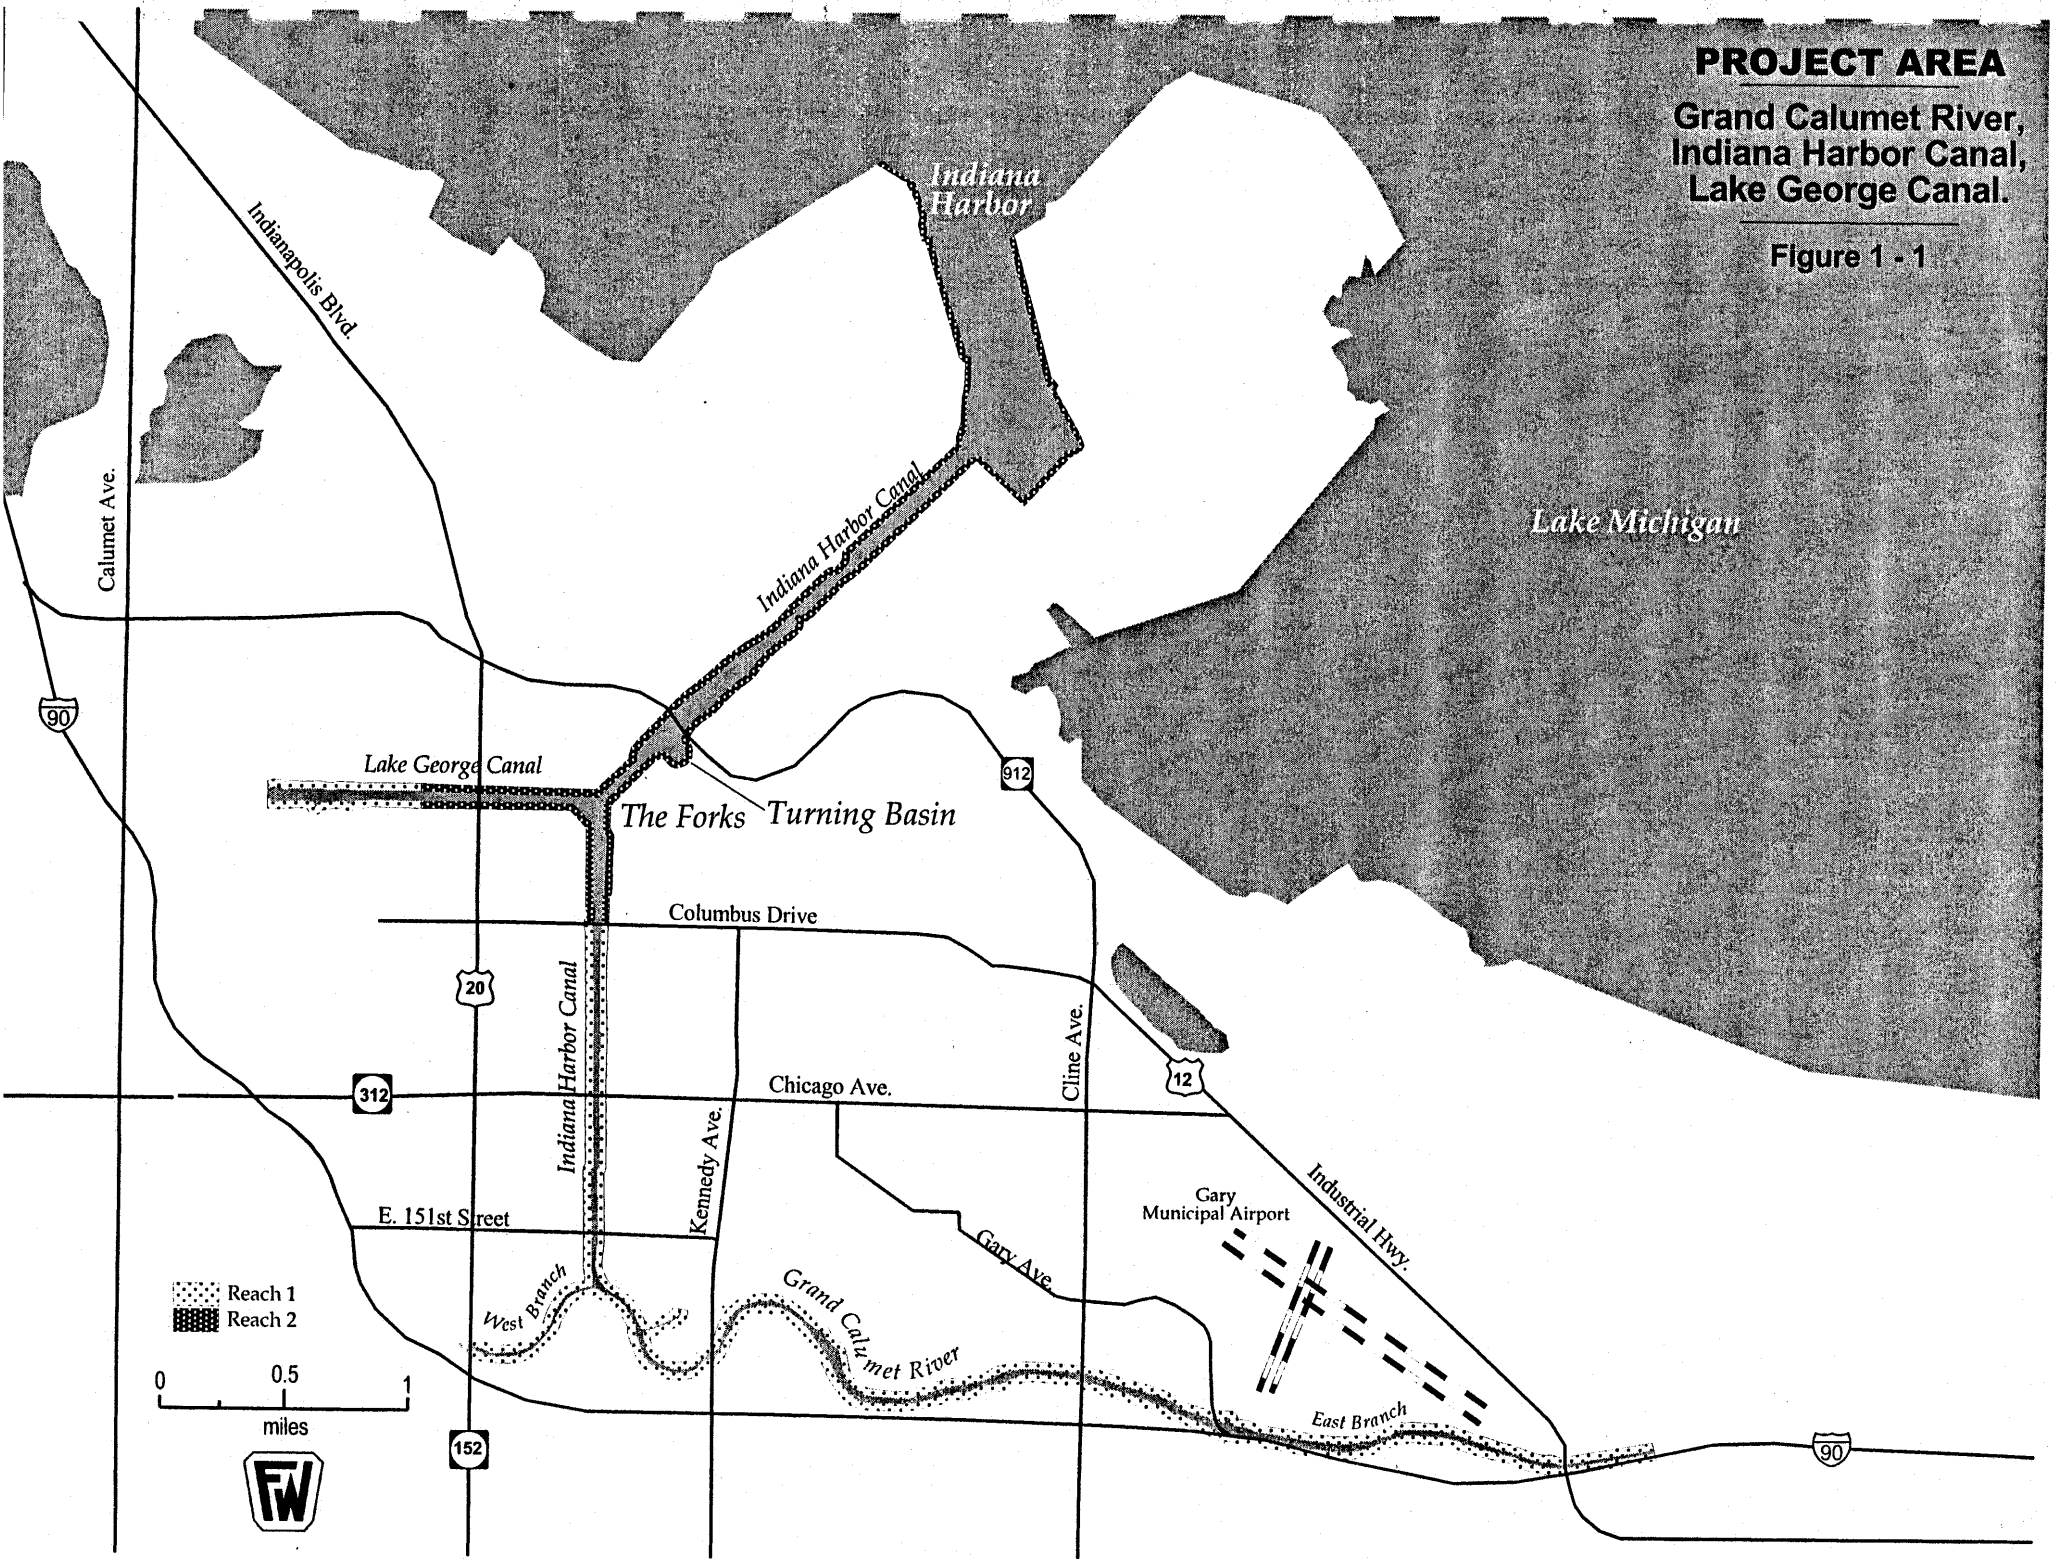 PROJECT AREA
Grand Calumet River,
Indiana Harbor Canal,
Lake George Canal.
Figure 1 - 1
Indiana
Harbor
Indianapolis Blvd.
Calumet Ave.
Indiana Harbor Canal
Lake Michigan
90
Lake George Canal
912
The Forks
Turning Basin
Columbus Drive
20
Indiana Harbor Canal
Cline Ave.
12
312
Chicago Ave.
Kennedy Ave.
Industrial Hwy.
Gary
Municipal Airport
E. 151st Street
Gary Ave.
West Branch
Grand Calumet River
Reach 1
Reach 2
0 0.5 1
miles
East Branch
152
90
FW